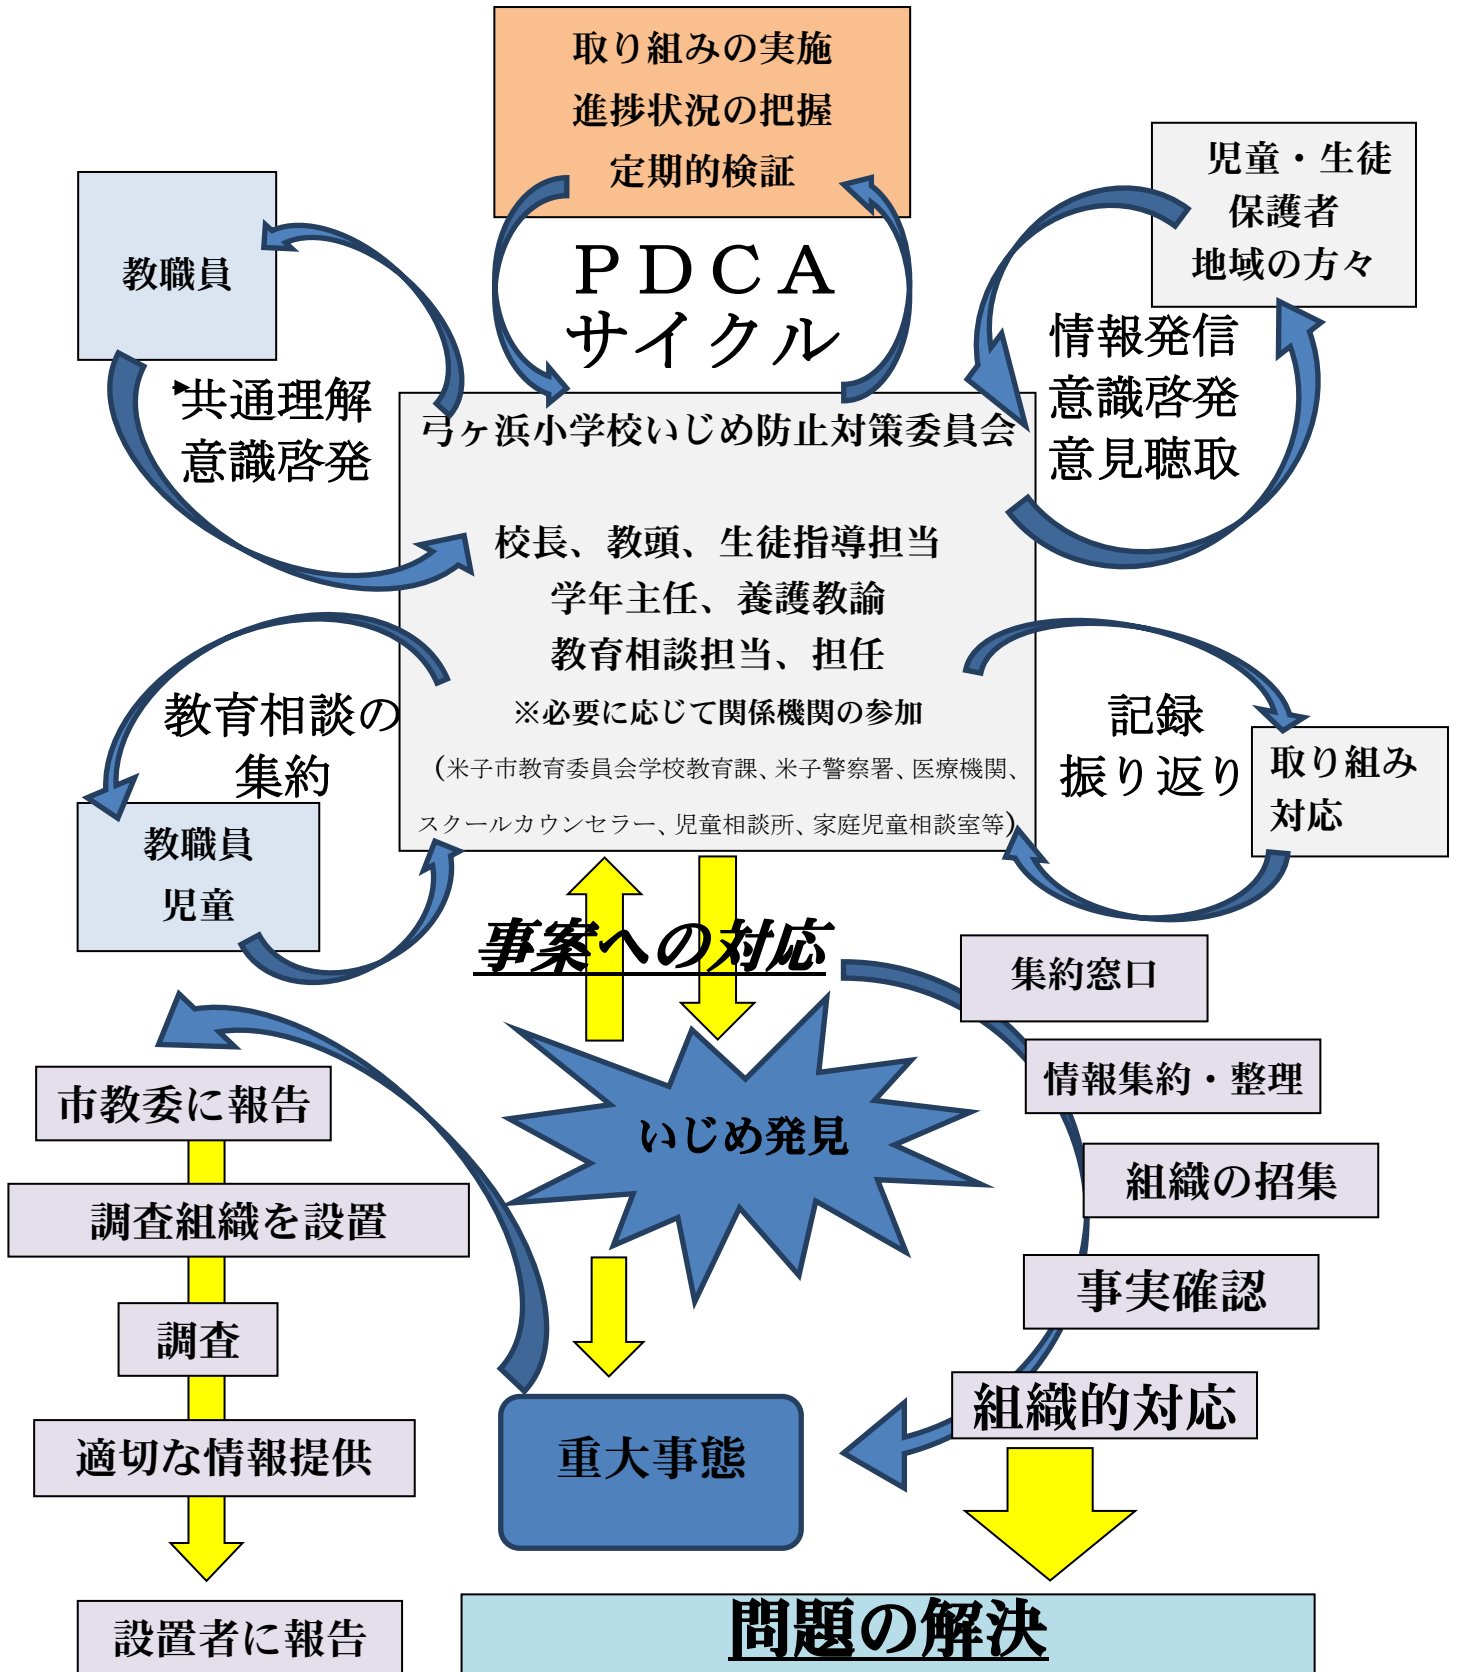 取り組みの実施
進捗状況の把握
定期的検証
ＰＤＣＡ
サイクル
教職員
共通理解
意識啓発
児童・生徒
保護者
地域の方々
情報発信
意識啓発
意見聴取
弓ヶ浜小学校いじめ防止対策委員会
校長、教頭、生徒指導担当
学年主任、養護教諭
教育相談担当、担任
※必要に応じて関係機関の参加
(米子市教育委員会学校教育課、米子警察署、医療機関、
スクールカウンセラー、児童相談所、家庭児童相談室等)
教育相談の
集約
教職員
児童
記録
振り返り
取り組み
対応
事案への対応
いじめ発見
集約窓口
情報集約・整理
組織の招集
事実確認
組織的対応
市教委に報告
調査組織を設置
調査
適切な情報提供
設置者に報告
重大事態
問題の解決